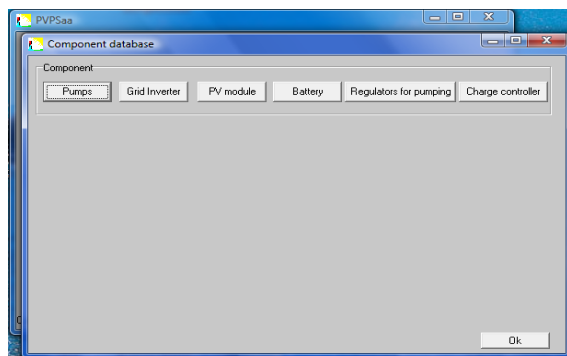 PVPSaa
Component database
Component
Pumps Grid Inverter PV module Battery Regulators for pumping Charge controller
Ok